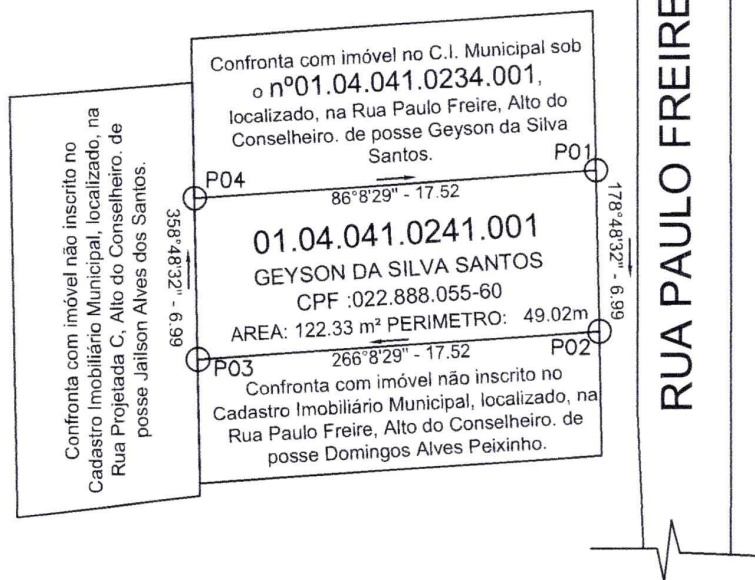 Confronta com imóvel no C.I. Municipal sob
o nº01.04.041.0234.001,
localizado, na Rua Paulo Freire, Alto do
Conselheiro. de posse Geyson da Silva
Santos.
P04
P01
86°8'29" - 17.52
Confronta com imóvel não inscrito no
Cadastro Imobiliário Municipal, localizado, na
Rua Projetada C, Alto do Conselheiro. de
posse Jailson Alves dos Santos.
358°48'32" - 6.99
01.04.041.0241.001
GEYSON DA SILVA SANTOS
CPF :022.888.055-60
AREA: 122.33 m² PERIMETRO: 49.02m
178°48'32" - 6.99
RUA PAULO FREIRE
P03
266°8'29" - 17.52
P02
Confronta com imóvel não inscrito no
Cadastro Imobiliário Municipal, localizado, na
Rua Paulo Freire, Alto do Conselheiro. de
posse Domingos Alves Peixinho.